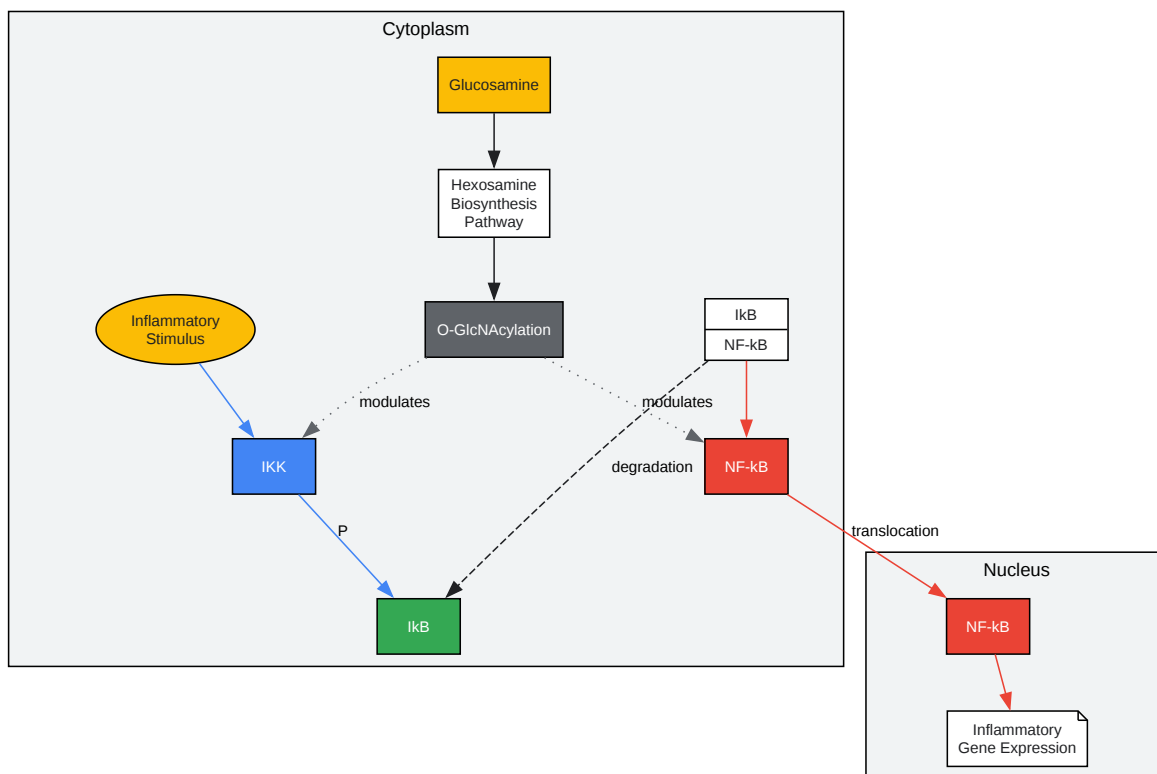 Cytoplasm
Glucosamine
Hexosamine
Biosynthesis
Pathway
Inflammatory
Stimulus
O-GlcNAcylation
IkB
NF-kB
modulates
modulates
IKK
degradation
NF-kB
P
translocation
Nucleus
IkB
NF-kB
Inflammatory
Gene Expression